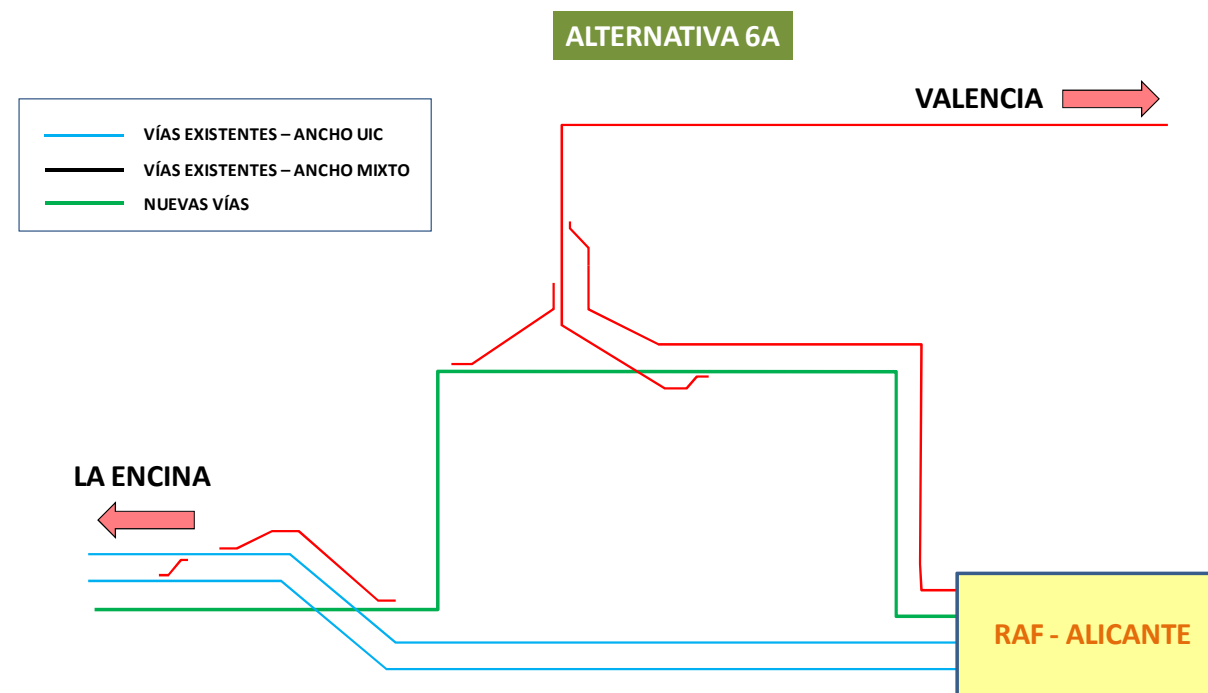 ALTERNATIVA 6A
VALENCIA
VÍAS EXISTENTES – ANCHO UIC
VÍAS EXISTENTES – ANCHO MIXTO
NUEVAS VÍAS
LA ENCINA
RAF - ALICANTE